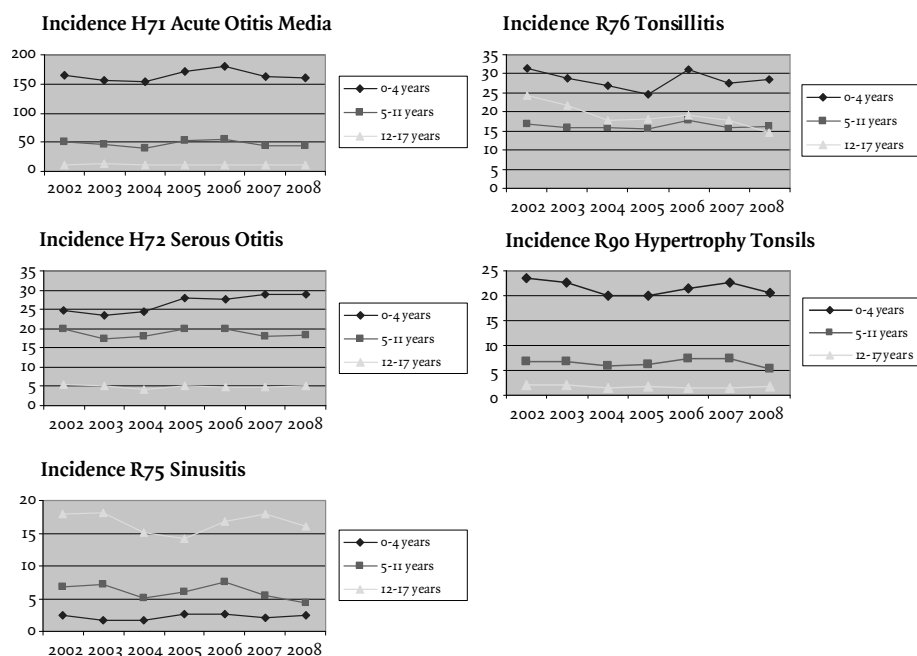 Incidence H71 Acute Otitis Media
200
150
100
50
0
2002 2003 2004 2005 2006 2007 2008
0-4 years
5-11 years
12-17 years
Incidence R76 Tonsillitis
35
30
25
20
15
10
5
0
2002 2003 2004 2005 2006 2007 2008
0-4 years
5-11 years
12-17 years
Incidence H72 Serous Otitis
35
30
25
20
15
10
5
0
2002 2003 2004 2005 2006 2007 2008
0-4 years
5-11 years
12-17 years
Incidence R90 Hypertrophy Tonsils
25
20
15
10
5
0
2002 2003 2004 2005 2006 2007 2008
0-4 years
5-11 years
12-17 years
Incidence R75 Sinusitis
20
15
10
5
0
2002 2003 2004 2005 2006 2007 2008
0-4 years
5-11 years
12-17 years